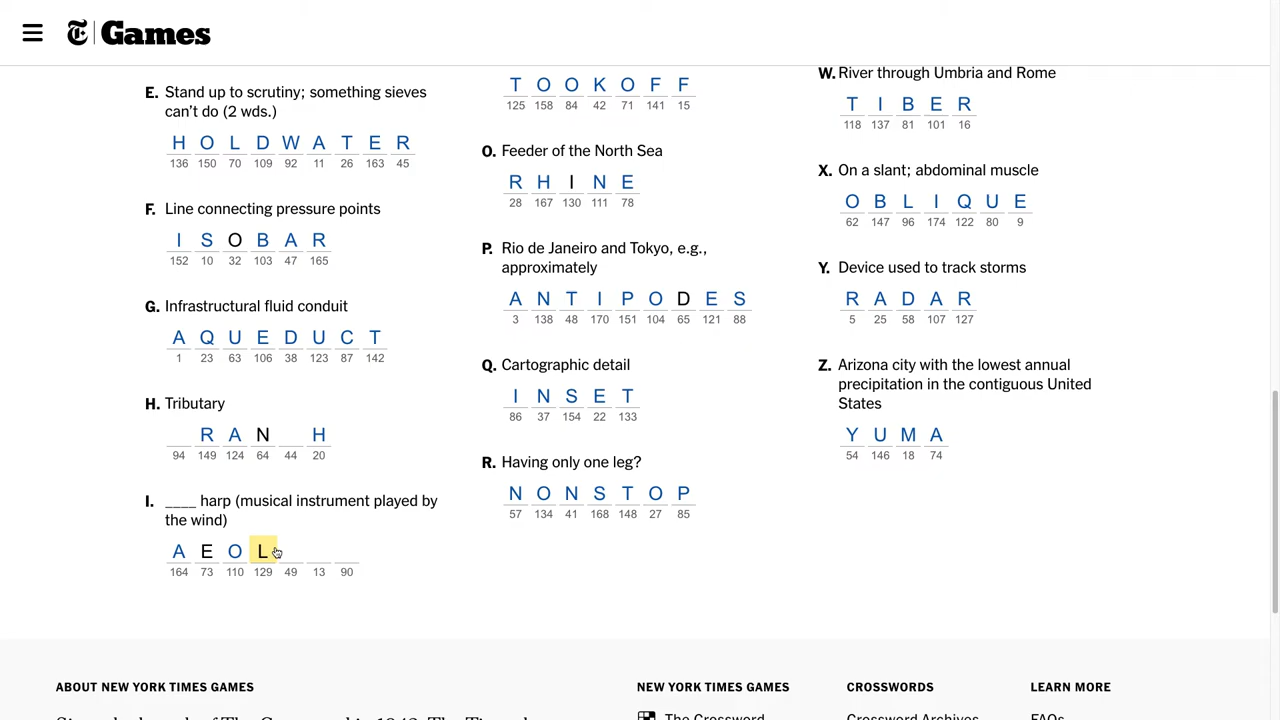 Games
E. Stand up to scrutiny; something sieves
can't do (2 wds.)
H O L D W A T E R
136 150 70 109 92 11 26 163 45
F. Line connecting pressure points
I S O B A R
152 10 32 103 47 165
G. Infrastructural fluid conduit
A Q U E D U C T
1 23 63 106 38 123 87 142
H. Tributary
R A N H
94 149 124 64 44 20
I. ____ harp (musical instrument played by
the wind)
A E O L
164 73 110 129 49 13 90
T O O K O F F
125 158 84 42 71 141 15
O. Feeder of the North Sea
R H I N E
28 167 130 111 78
P. Rio de Janeiro and Tokyo, e.g.,
approximately
A N T I P O D E S
3 138 48 170 151 104 65 121 88
Q. Cartographic detail
I N S E T
86 37 154 22 133
R. Having only one leg?
N O N S T O P
57 134 41 168 148 27 85
W. River through Umbria and Rome
T I B E R
118 137 81 101 16
X. On a slant; abdominal muscle
O B L I Q U E
62 147 96 174 122 80 9
Y. Device used to track storms
R A D A R
5 25 58 107 127
Z. Arizona city with the lowest annual
precipitation in the contiguous United
States
Y U M A
54 146 18 74
ABOUT NEW YORK TIMES GAMES
NEW YORK TIMES GAMES
The Crossword
CROSSWORDS
Crossword Archives
LEARN MORE
FAQs